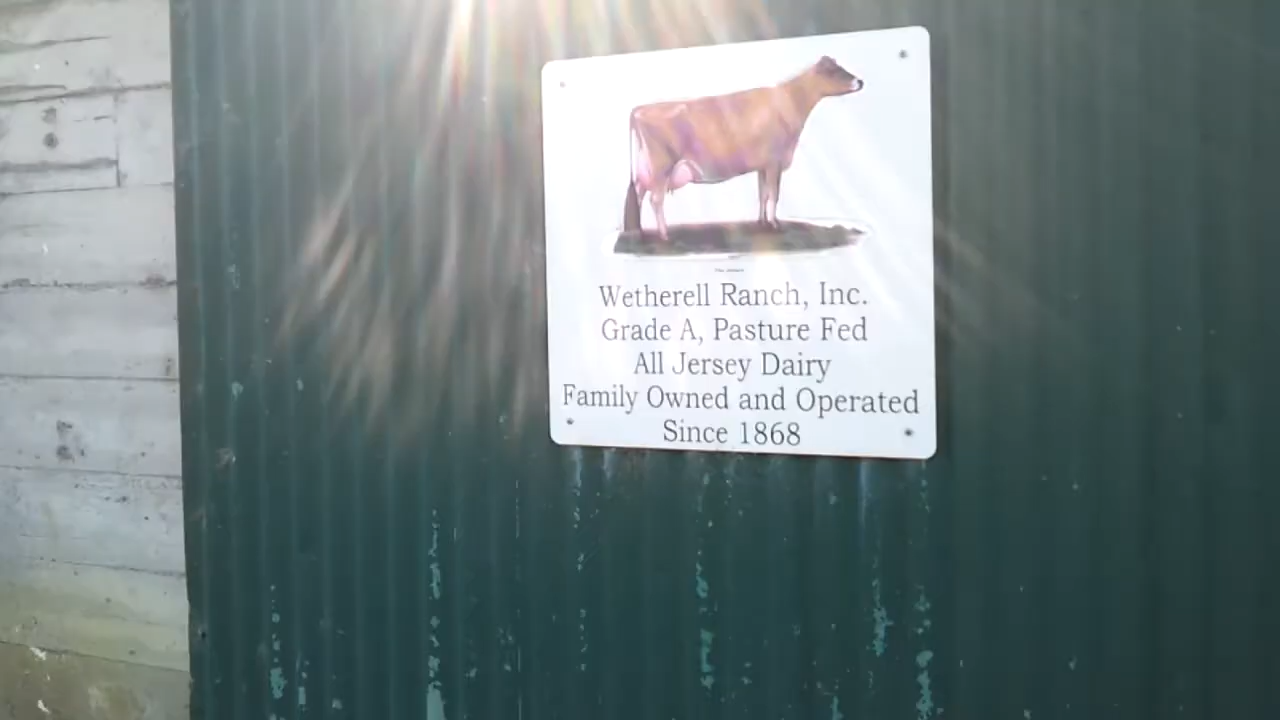 Wetherell Ranch, Inc.
Grade A, Pasture Fed
All Jersey Dairy
Family Owned and Operated
Since 1868